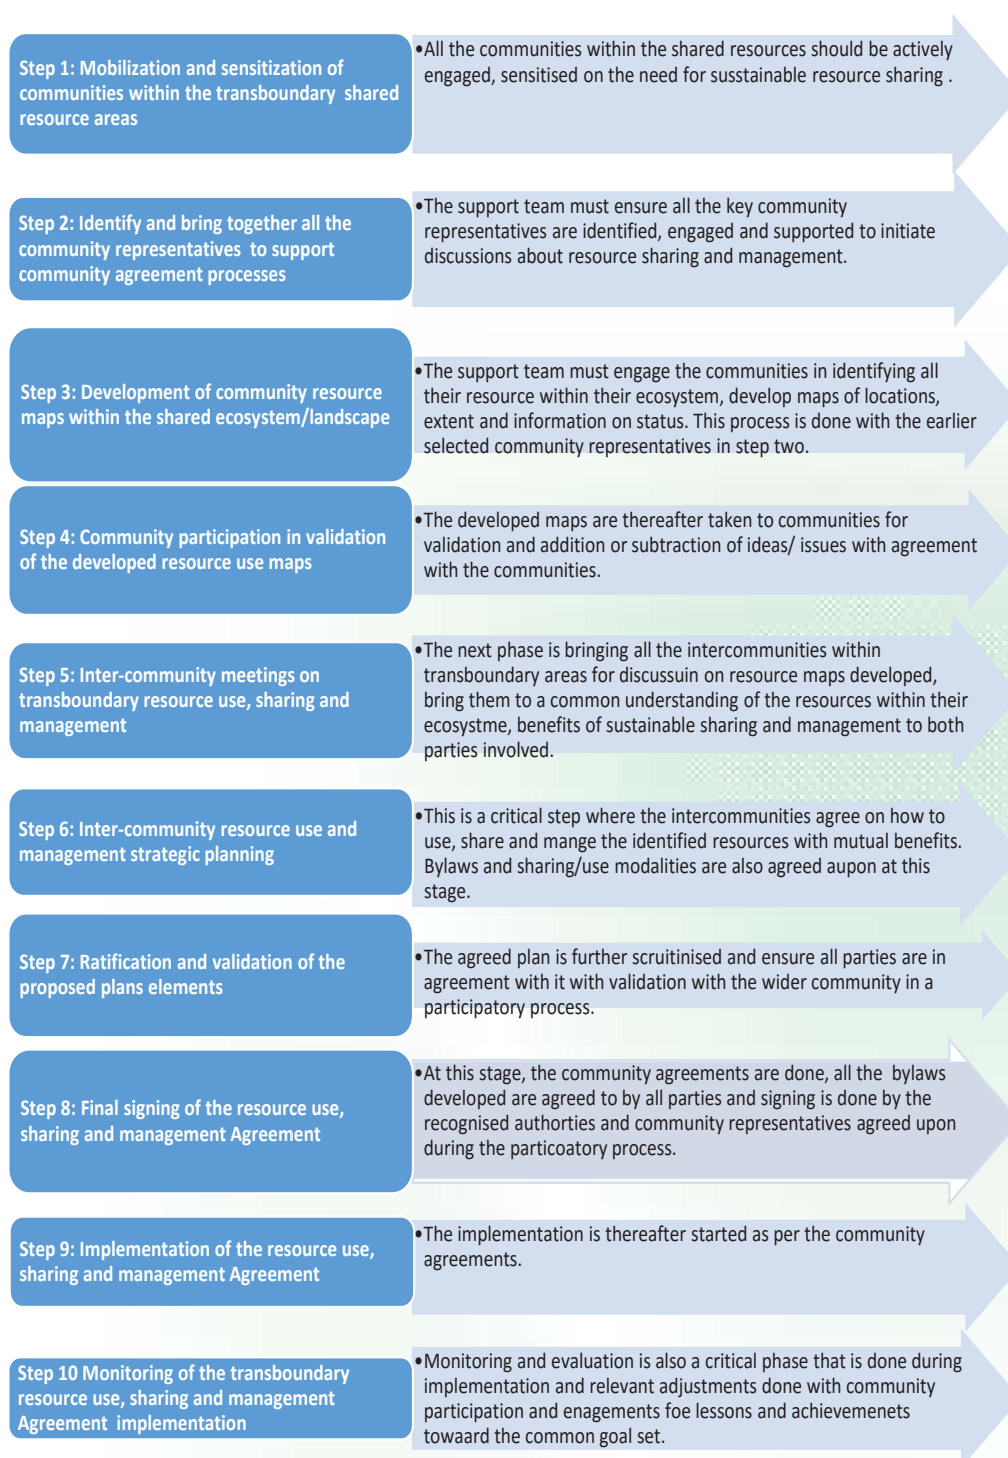 Step 1: Mobilization and sensitization of
communities within the transboundary shared
resource areas
•All the communities within the shared resources should be actively
engaged, sensitised on the need for susstainable resource sharing .
Step 2: Identify and bring together all the
community representatives to support
community agreement processes
•The support team must ensure all the key community
representatives are identified, engaged and supported to initiate
discussions about resource sharing and management.
Step 3: Development of community resource
maps within the shared ecosystem/landscape
•The support team must engage the communities in identifying all
their resource within their ecosystem, develop maps of locations,
extent and information on status. This process is done with the earlier
selected community representatives in step two.
Step 4: Community participation in validation
of the developed resource use maps
•The developed maps are thereafter taken to communities for
validation and addition or subtraction of ideas/ issues with agreement
with the communities.
Step 5: Inter-community meetings on
transboundary resource use, sharing and
management
•The next phase is bringing all the intercommunities within
transboundary areas for discussuin on resource maps developed,
bring them to a common understanding of the resources within their
ecosystme, benefits of sustainable sharing and management to both
parties involved.
Step 6: Inter-community resource use and
management strategic planning
•This is a critical step where the intercommunities agree on how to
use, share and mange the identified resources with mutual benefits.
Bylaws and sharing/use modalities are also agreed aupon at this
stage.
Step 7: Ratification and validation of the
proposed plans elements
•The agreed plan is further scruitinised and ensure all parties are in
agreement with it with validation with the wider community in a
participatory process.
Step 8: Final signing of the resource use,
sharing and management Agreement
•At this stage, the community agreements are done, all the bylaws
developed are agreed to by all parties and signing is done by the
recognised authorties and community representatives agreed upon
during the particoatory process.
Step 9: Implementation of the resource use,
sharing and management Agreement
•The implementation is thereafter started as per the community
agreements.
Step 10 Monitoring of the transboundary
resource use, sharing and management
Agreement implementation
•Monitoring and evaluation is also a critical phase that is done during
implementation and relevant adjustments done with community
participation and enagements foe lessons and achievemenets
towaard the common goal set.